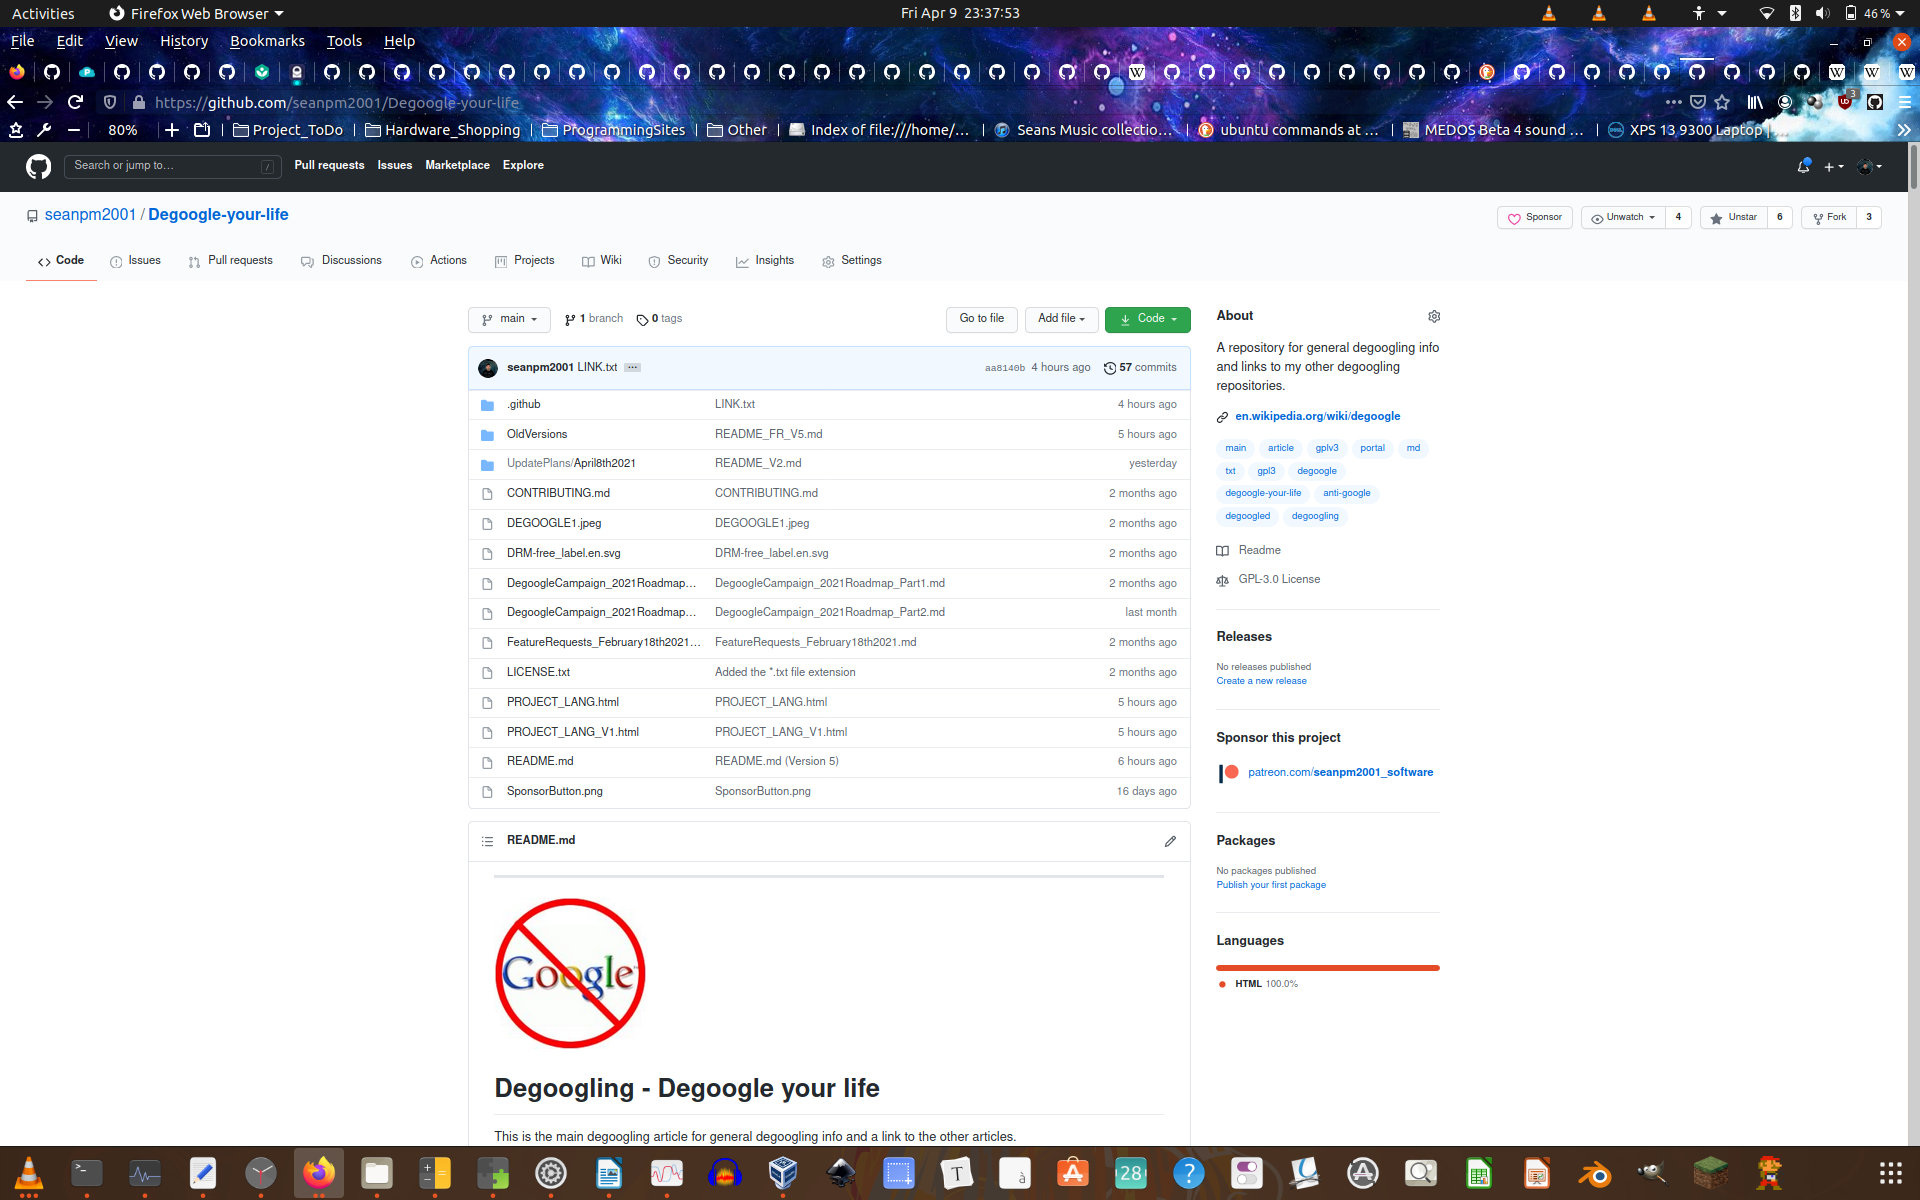 Activities
Firefox Web Browser
Fri Apr 9 23:37:53
46 %
File Edit View History Bookmarks Tools Help
https://github.com/seanpm2001/Degoogle-your-life
3
80%
Project_ToDo
Hardware_Shopping
ProgrammingSites
Other
Index of file:///home/…
Seans Music collectio…
ubuntu commands at …
MEDOS Beta 4 sound …
XPS 13 9300 Laptop | …
Search or jump to…
/
Pull requests Issues Marketplace Explore
seanpm2001 / Degoogle-your-life
Sponsor
Unwatch 4
Unstar 6
Fork 3
Code Issues Pull requests Discussions Actions Projects Wiki Security Insights Settings
main
1 branch
0 tags
Go to file
Add file
Code
seanpm2001 LINK.txt …
aa8140b 4 hours ago 57 commits
.github LINK.txt 4 hours ago
OldVersions README_FR_V5.md 5 hours ago
UpdatePlans/April8th2021 README_V2.md yesterday
CONTRIBUTING.md CONTRIBUTING.md 2 months ago
DEGOOGLE1.jpeg DEGOOGLE1.jpeg 2 months ago
DRM-free_label.en.svg DRM-free_label.en.svg 2 months ago
DegoogleCampaign_2021Roadmap… DegoogleCampaign_2021Roadmap_Part1.md 2 months ago
DegoogleCampaign_2021Roadmap… DegoogleCampaign_2021Roadmap_Part2.md last month
FeatureRequests_February18th2021… FeatureRequests_February18th2021.md 2 months ago
LICENSE.txt Added the *.txt file extension 2 months ago
PROJECT_LANG.html PROJECT_LANG.html 5 hours ago
PROJECT_LANG_V1.html PROJECT_LANG_V1.html 5 hours ago
README.md README.md (Version 5) 6 hours ago
SponsorButton.png SponsorButton.png 16 days ago
README.md
Google
Degoogling - Degoogle your life
This is the main degoogling article for general degoogling info and a link to the other articles.
About
A repository for general degoogling info
and links to my other degoogling
repositories.
en.wikipedia.org/wiki/degoogle
main article gplv3 portal md
txt gpl3 degoogle
degoogle-your-life anti-google
degoogled degoogling
Readme
GPL-3.0 License
Releases
No releases published
Create a new release
Sponsor this project
patreon.com/seanpm2001_software
Packages
No packages published
Publish your first package
Languages
HTML 100.0%
128